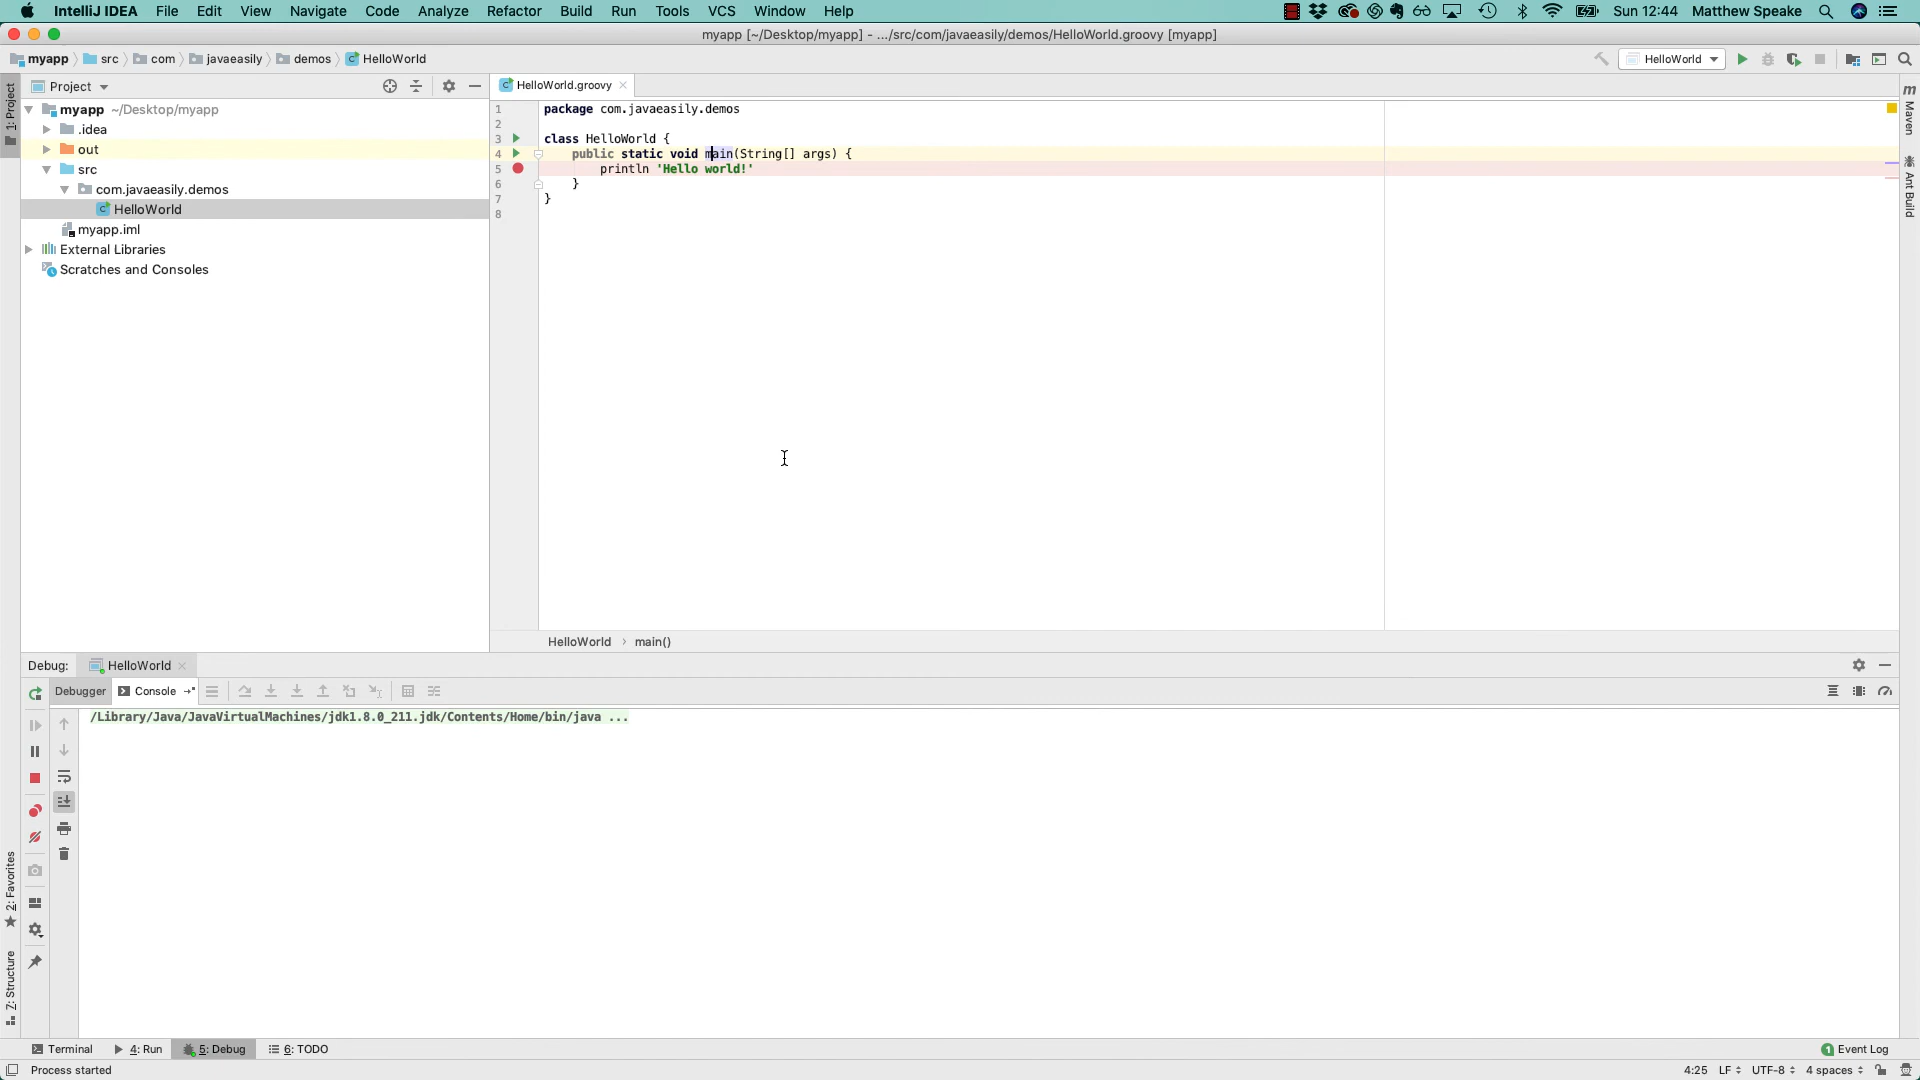 IntelliJ IDEA File Edit View Navigate Code Analyze Refactor Build Run Tools VCS Window Help Sun 12:44 Matthew Speake
myapp [~/Desktop/myapp] - .../src/com/javaeasily/demos/HelloWorld.groovy [myapp]
myapp src com javaeasily demos HelloWorld HelloWorld
1: Project
Project
myapp ~/Desktop/myapp
.idea
out
src
com.javaeasily.demos
HelloWorld
myapp.iml
External Libraries
Scratches and Consoles
HelloWorld.groovy
1 package com.javaeasily.demos
2
3 class HelloWorld {
4 public static void main(String[] args) {
5 println 'Hello world!'
6 }
7 }
8
HelloWorld › main()
m Maven
Ant Build
Debug: HelloWorld
Debugger Console
/Library/Java/JavaVirtualMachines/jdk1.8.0_211.jdk/Contents/Home/bin/java ...
2: Favorites
7: Structure
Terminal 4: Run 5: Debug 6: TODO 1 Event Log
Process started 4:25 LF UTF-8 4 spaces